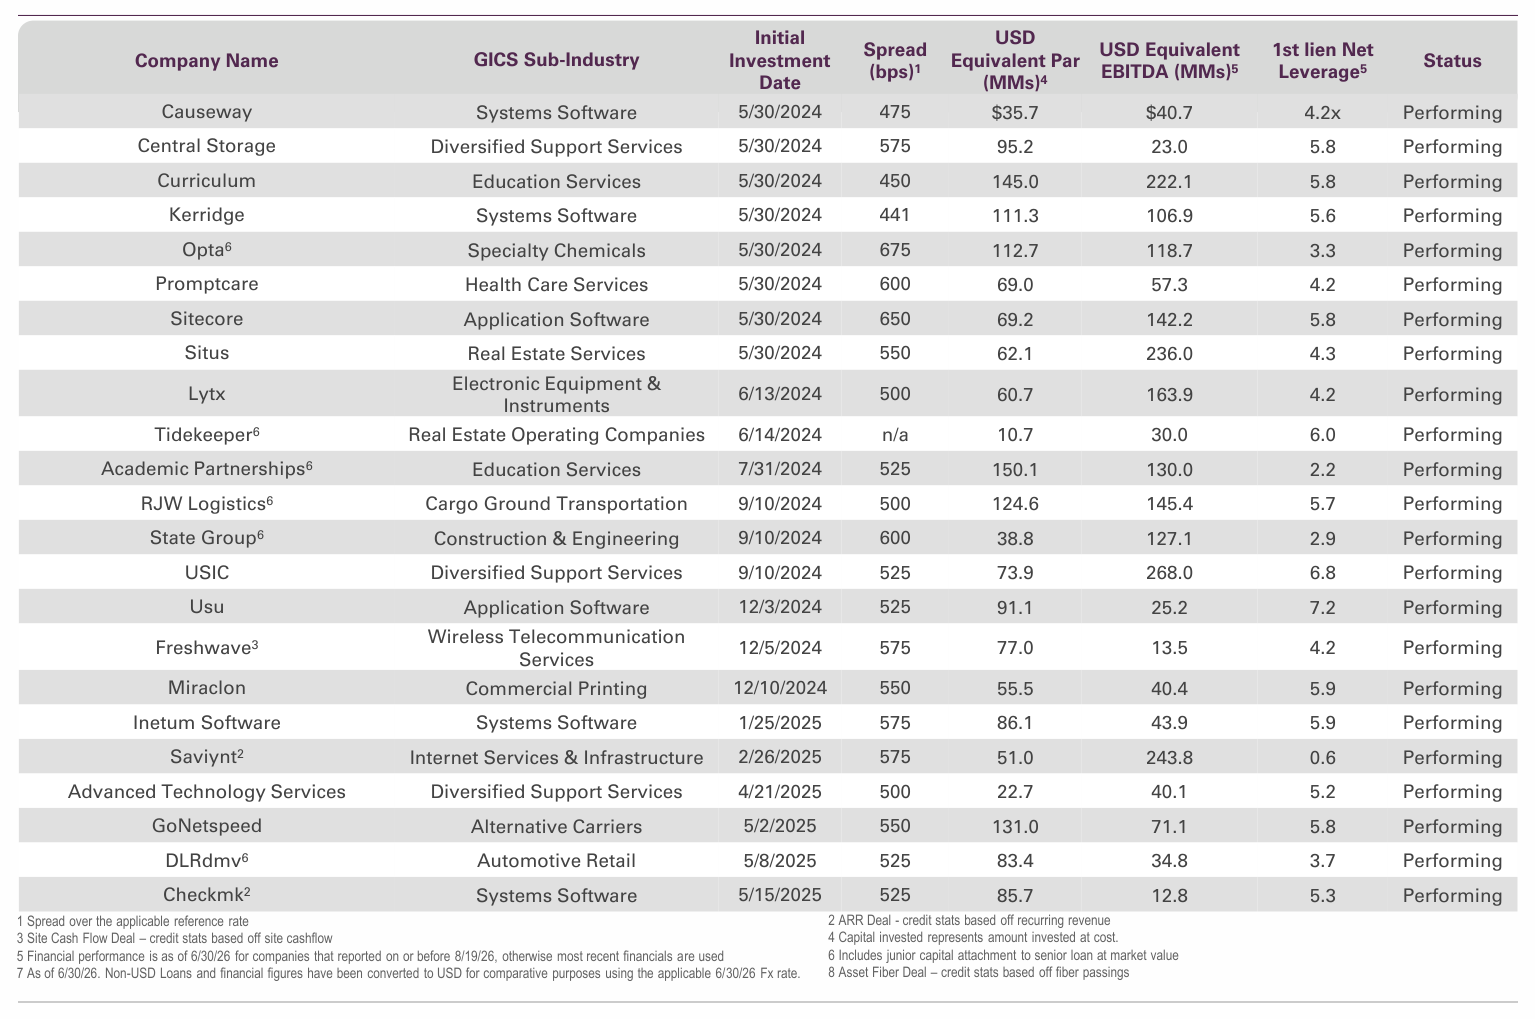 Company Name GICS Sub-Industry Initial Investment Date Spread (bps)¹ USD Equivalent Par (MMs)⁴ USD Equivalent EBITDA (MMs)⁵ 1st lien Net Leverage⁵ Status
Causeway Systems Software 5/30/2024 475 $35.7 $40.7 4.2x Performing
Central Storage Diversified Support Services 5/30/2024 575 95.2 23.0 5.8 Performing
Curriculum Education Services 5/30/2024 450 145.0 222.1 5.8 Performing
Kerridge Systems Software 5/30/2024 441 111.3 106.9 5.6 Performing
Opta⁶ Specialty Chemicals 5/30/2024 675 112.7 118.7 3.3 Performing
Promptcare Health Care Services 5/30/2024 600 69.0 57.3 4.2 Performing
Sitecore Application Software 5/30/2024 650 69.2 142.2 5.8 Performing
Situs Real Estate Services 5/30/2024 550 62.1 236.0 4.3 Performing
Lytx Electronic Equipment & Instruments 6/13/2024 500 60.7 163.9 4.2 Performing
Tidekeeper⁶ Real Estate Operating Companies 6/14/2024 n/a 10.7 30.0 6.0 Performing
Academic Partnerships⁶ Education Services 7/31/2024 525 150.1 130.0 2.2 Performing
RJW Logistics⁶ Cargo Ground Transportation 9/10/2024 500 124.6 145.4 5.7 Performing
State Group⁶ Construction & Engineering 9/10/2024 600 38.8 127.1 2.9 Performing
USIC Diversified Support Services 9/10/2024 525 73.9 268.0 6.8 Performing
Usu Application Software 12/3/2024 525 91.1 25.2 7.2 Performing
Freshwave³ Wireless Telecommunication Services 12/5/2024 575 77.0 13.5 4.2 Performing
Miraclon Commercial Printing 12/10/2024 550 55.5 40.4 5.9 Performing
Inetum Software Systems Software 1/25/2025 575 86.1 43.9 5.9 Performing
Saviynt² Internet Services & Infrastructure 2/26/2025 575 51.0 243.8 0.6 Performing
Advanced Technology Services Diversified Support Services 4/21/2025 500 22.7 40.1 5.2 Performing
GoNetspeed Alternative Carriers 5/2/2025 550 131.0 71.1 5.8 Performing
DLRdmv⁶ Automotive Retail 5/8/2025 525 83.4 34.8 3.7 Performing
Checkmk² Systems Software 5/15/2025 525 85.7 12.8 5.3 Performing
1 Spread over the applicable reference rate
2 ARR Deal - credit stats based off recurring revenue
3 Site Cash Flow Deal – credit stats based off site cashflow
4 Capital invested represents amount invested at cost.
5 Financial performance is as of 6/30/26 for companies that reported on or before 8/19/26, otherwise most recent financials are used
6 Includes junior capital attachment to senior loan at market value
7 As of 6/30/26. Non-USD Loans and financial figures have been converted to USD for comparative purposes using the applicable 6/30/26 Fx rate.
8 Asset Fiber Deal – credit stats based off fiber passings